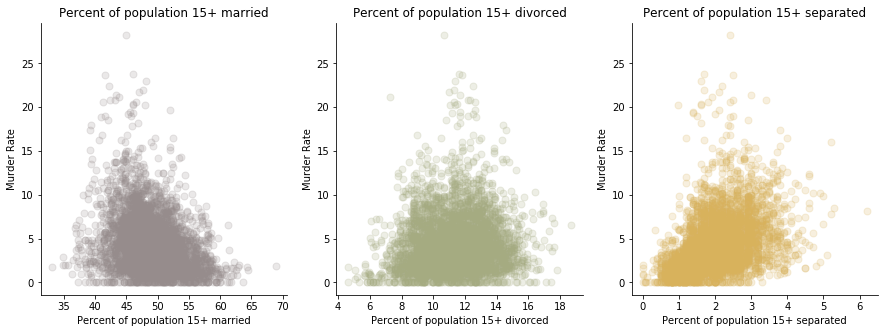 Percent of population 15+ married
Murder Rate
25
20
15
10
5
0
35 40 45 50 55 60 65 70
Percent of population 15+ married
Percent of population 15+ divorced
Murder Rate
25
20
15
10
5
0
4 6 8 10 12 14 16 18
Percent of population 15+ divorced
Percent of population 15+ separated
Murder Rate
25
20
15
10
5
0
0 1 2 3 4 5 6
Percent of population 15+ separated